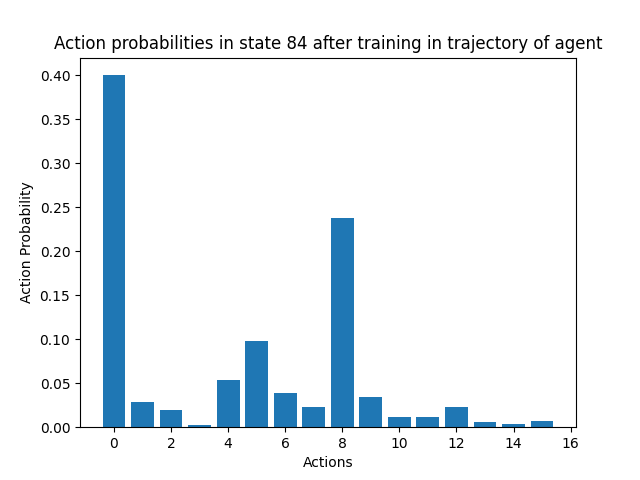 Action probabilities in state 84 after training in trajectory of agent
0.40
0.35
0.30
0.25
0.20
0.15
0.10
0.05
0.00
Action Probability
0 2 4 6 8 10 12 14 16
Actions